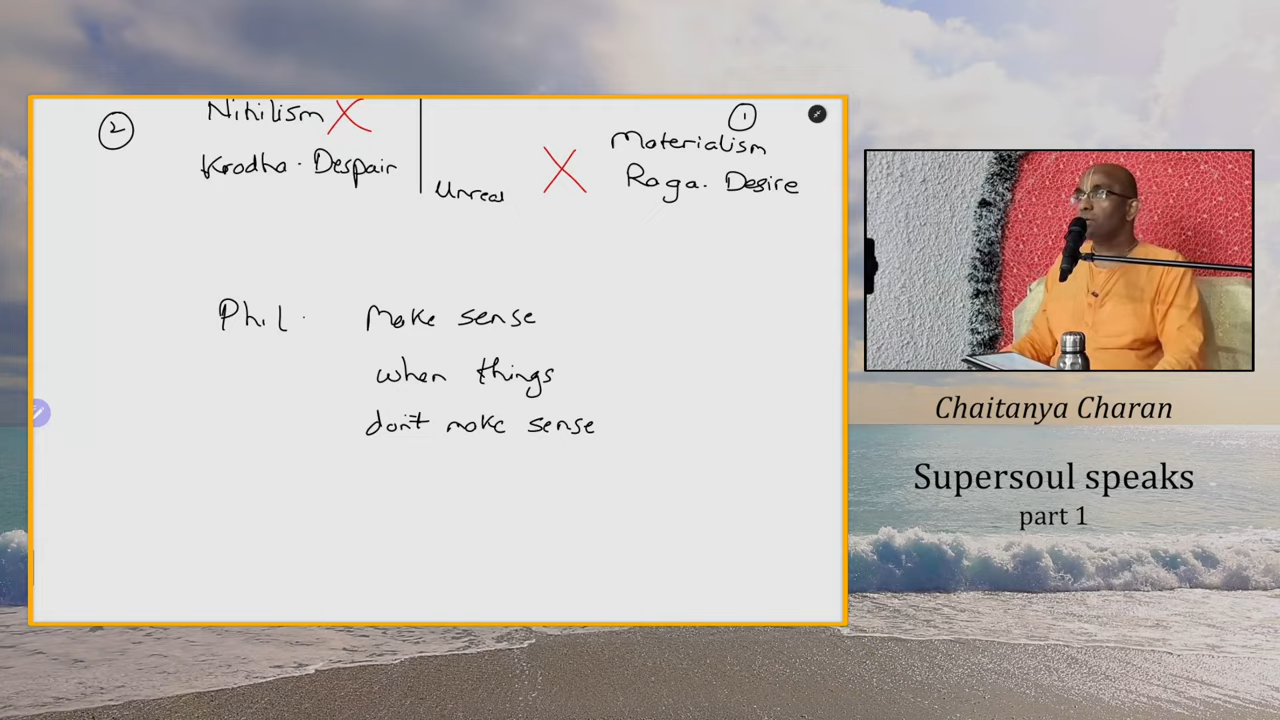 ② Nihilism
Krodha. Despair
Unreal
①
Materialism
Raga. Desire
Phil. Make sense
when things
don't make sense
Chaitanya Charan
Supersoul speaks
part 1